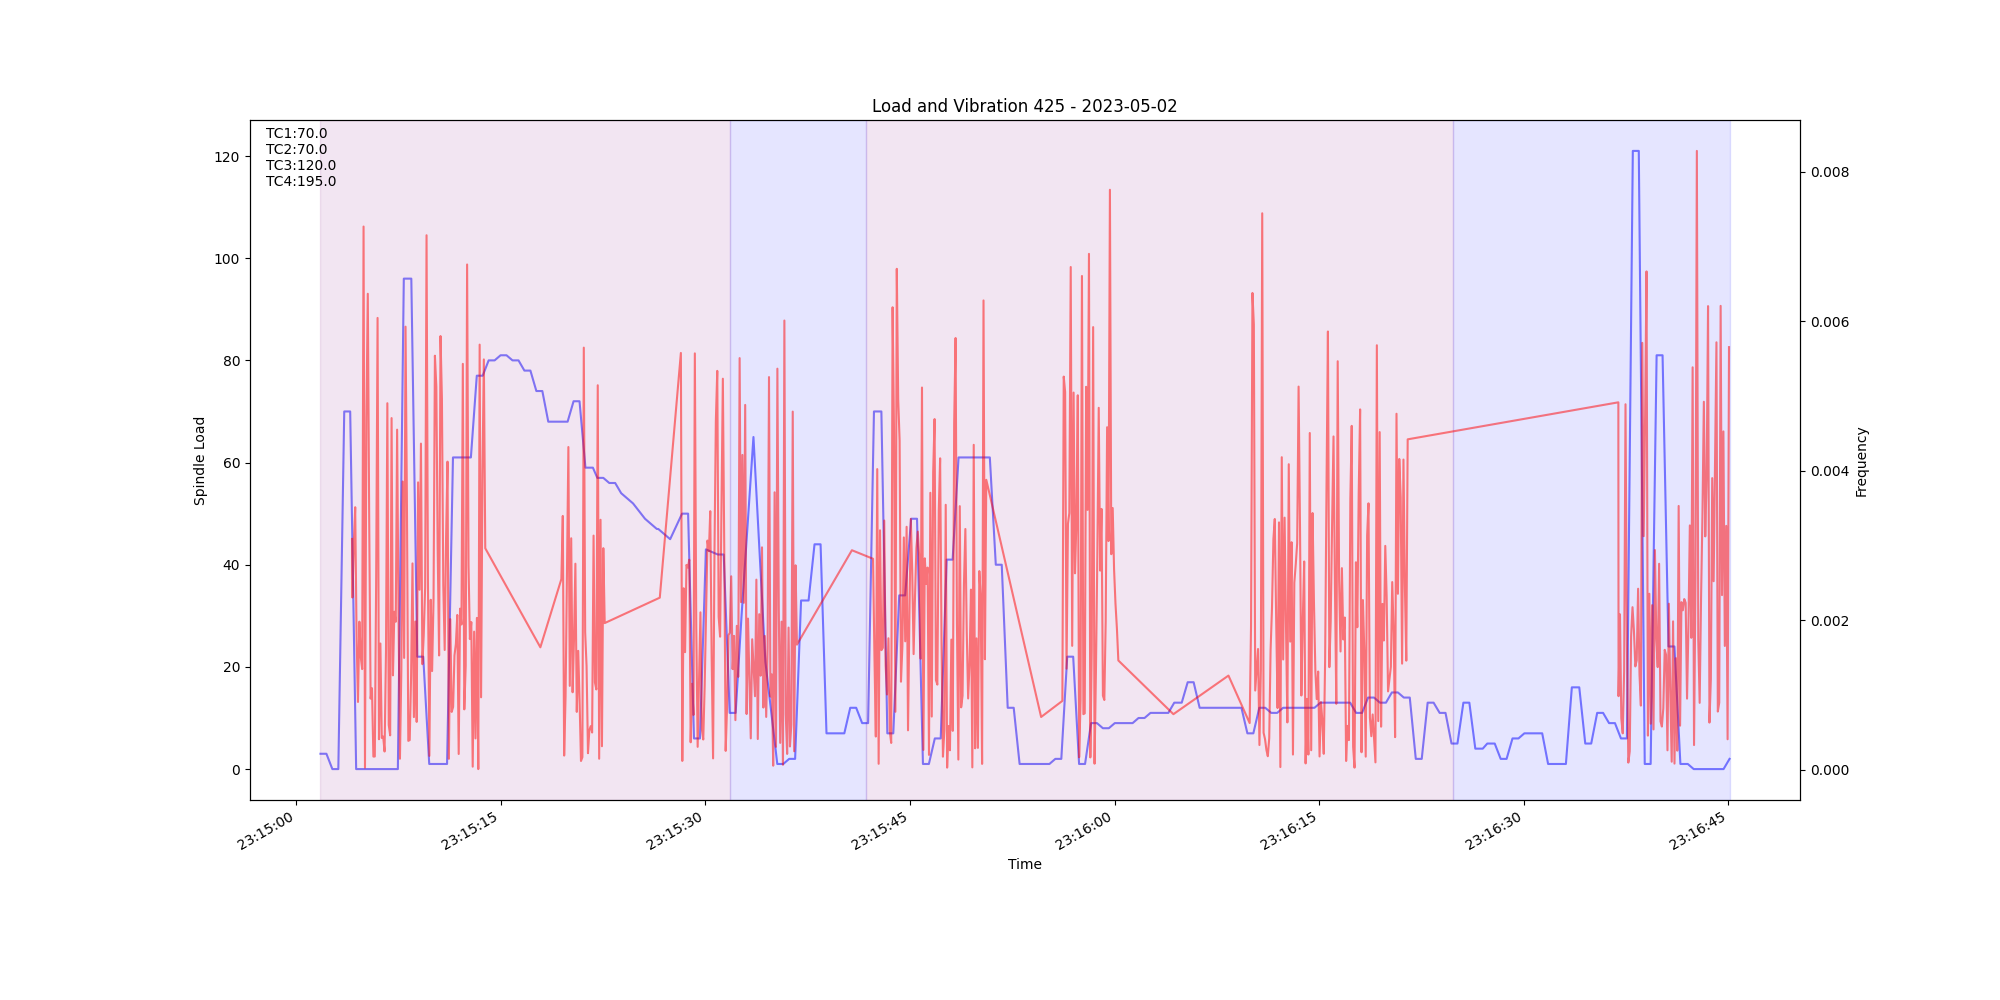 Load and Vibration 425 - 2023-05-02
TC1:70.0
TC2:70.0
TC3:120.0
TC4:195.0
120
100
80
60
40
20
0
Spindle Load
0.008
0.006
0.004
0.002
0.000
Frequency
23:15:00
23:15:15
23:15:30
23:15:45
23:16:00
23:16:15
23:16:30
23:16:45
Time